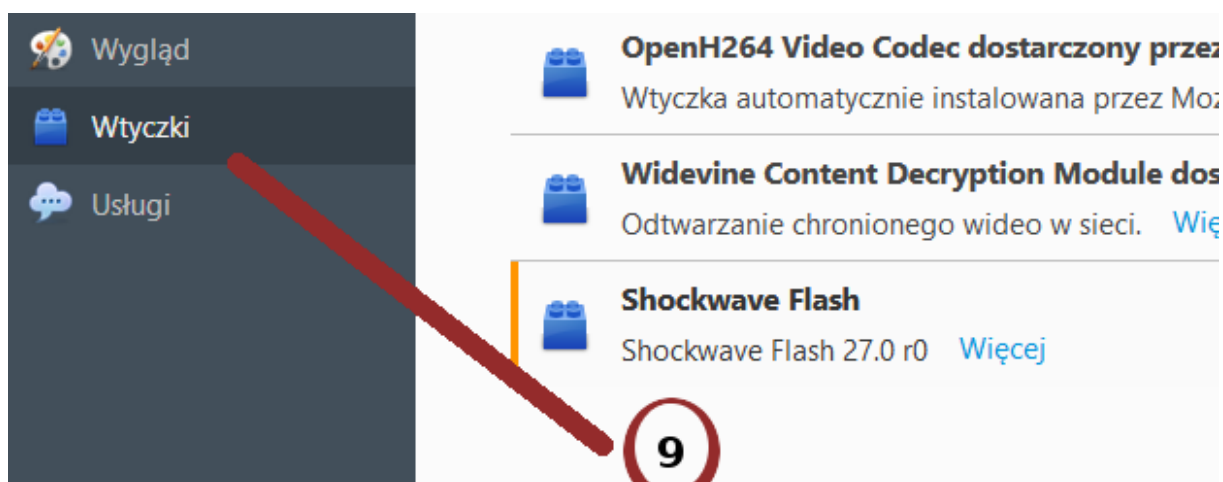 Wygląd
Wtyczki
Usługi
OpenH264 Video Codec dostarczony przez
Wtyczka automatycznie instalowana przez Moz
Widevine Content Decryption Module dos
Odtwarzanie chronionego wideo w sieci. Wię
Shockwave Flash
Shockwave Flash 27.0 r0 Więcej
9